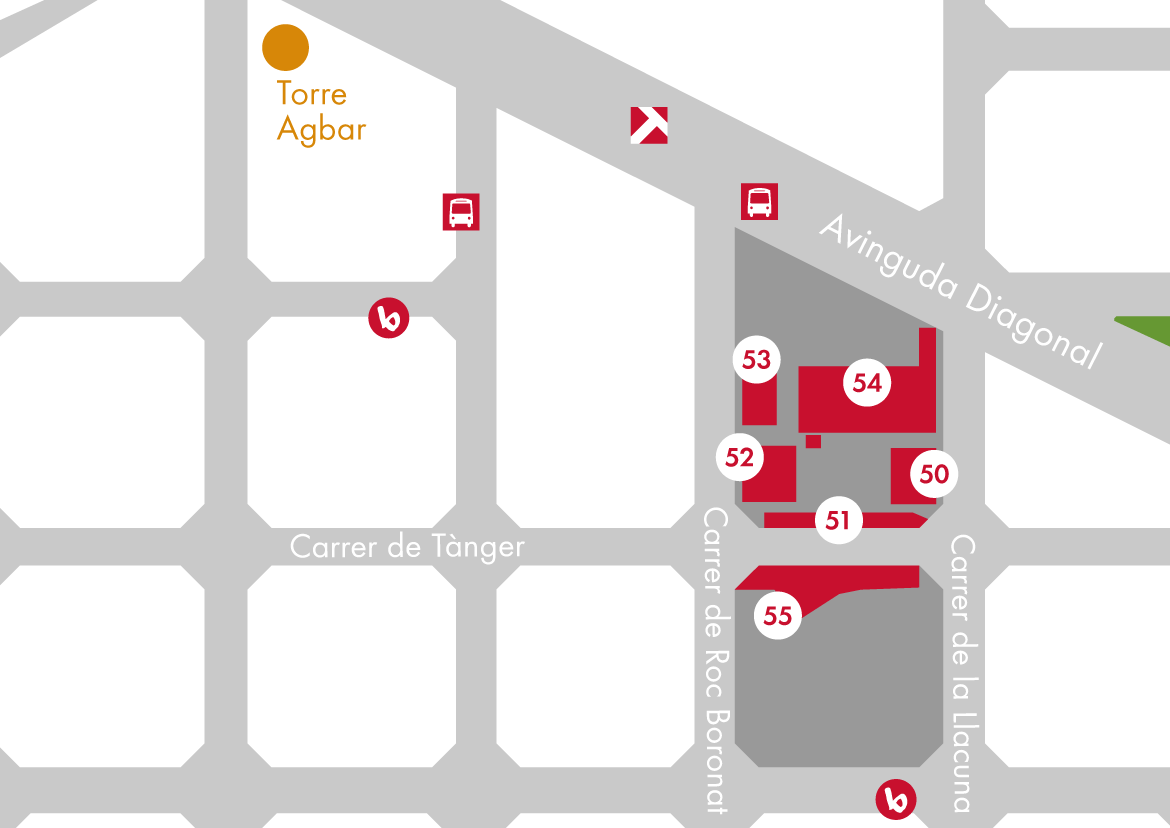 Torre
Agbar
Avinguda Diagonal
53
54
52
50
51
Carrer de Tànger
Carrer de Roc Boronat
Carrer de la Llacuna
55
b
b